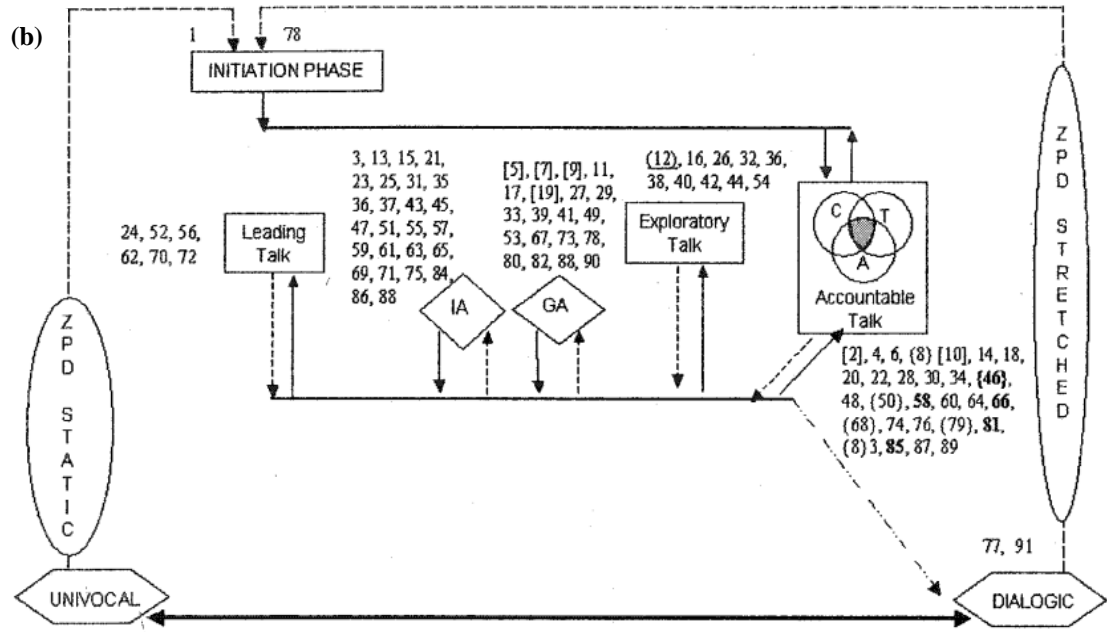 (b)
1 78
INITIATION PHASE
3, 13, 15, 21,
23, 25, 31, 35
36, 37, 43, 45,
47, 51, 55, 57,
59, 61, 63, 65,
69, 71, 75, 84,
86, 88
[5], [7], [9], 11,
17, [19], 27, 29,
33, 39, 41, 49,
53, 67, 73, 78,
80, 82, 88, 90
(12), 16, 26, 32, 36,
38, 40, 42, 44, 54
24, 52, 56,
62, 70, 72
Leading
Talk
IA
GA
Exploratory
Talk
C T
A
Accountable
Talk
[2], 4, 6, {8} [10], 14, 18,
20, 22, 28, 30, 34, {46},
48, {50}, 58, 60, 64, 66,
{68}, 74, 76, {79}, 81,
{8}3, 85, 87, 89
ZPD STATIC
ZPD STRETCHED
77, 91
UNIVOCAL
DIALOGIC